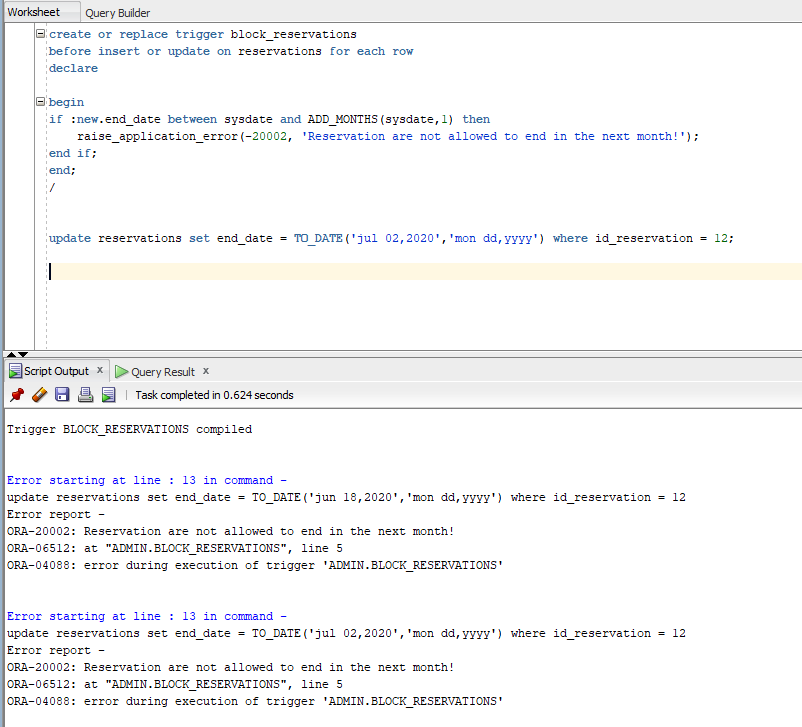 Worksheet Query Builder
create or replace trigger block_reservations
before insert or update on reservations for each row
declare
begin
if :new.end_date between sysdate and ADD_MONTHS(sysdate,1) then
raise_application_error(-20002, 'Reservation are not allowed to end in the next month!');
end if;
end;
/
update reservations set end_date = TO_DATE('jul 02,2020','mon dd,yyyy') where id_reservation = 12;
Script Output x Query Result x
Task completed in 0.624 seconds
Trigger BLOCK_RESERVATIONS compiled
Error starting at line : 13 in command -
update reservations set end_date = TO_DATE('jun 18,2020','mon dd,yyyy') where id_reservation = 12
Error report -
ORA-20002: Reservation are not allowed to end in the next month!
ORA-06512: at "ADMIN.BLOCK_RESERVATIONS", line 5
ORA-04088: error during execution of trigger 'ADMIN.BLOCK_RESERVATIONS'
Error starting at line : 13 in command -
update reservations set end_date = TO_DATE('jul 02,2020','mon dd,yyyy') where id_reservation = 12
Error report -
ORA-20002: Reservation are not allowed to end in the next month!
ORA-06512: at "ADMIN.BLOCK_RESERVATIONS", line 5
ORA-04088: error during execution of trigger 'ADMIN.BLOCK_RESERVATIONS'